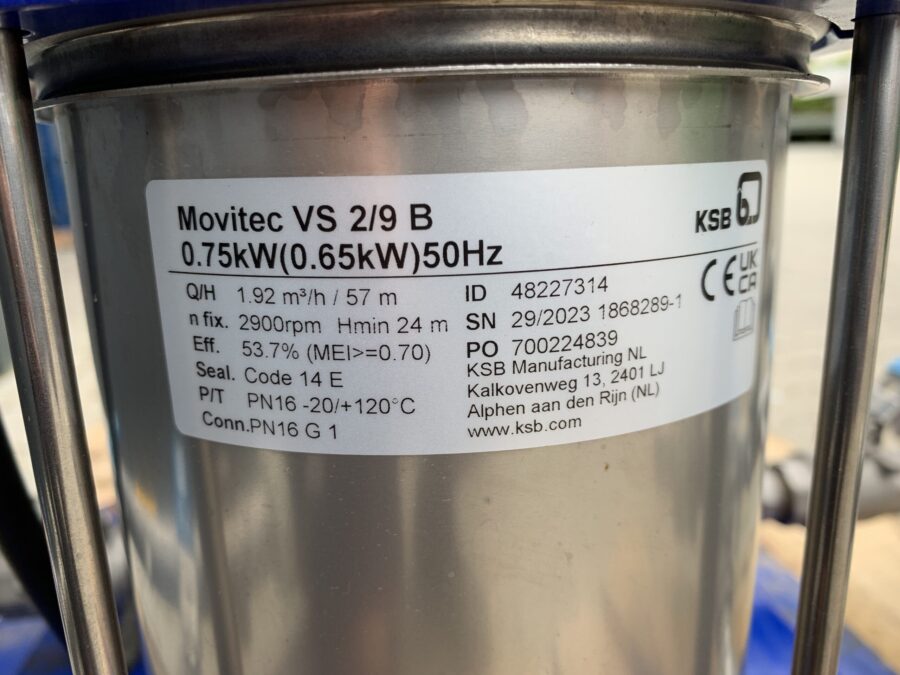 Movitec VS 2/9 B
0.75kW(0.65kW)50Hz
KSB
CE UK CA
Q/H 1.92 m³/h / 57 m
n fix. 2900rpm Hmin 24 m
Eff. 53.7% (MEI>=0.70)
Seal. Code 14 E
P/T PN16 -20/+120°C
Conn.PN16 G 1
ID 48227314
SN 29/2023 1868289-1
PO 700224839
KSB Manufacturing NL
Kalkovenweg 13, 2401 LJ
Alphen aan den Rijn (NL)
www.ksb.com